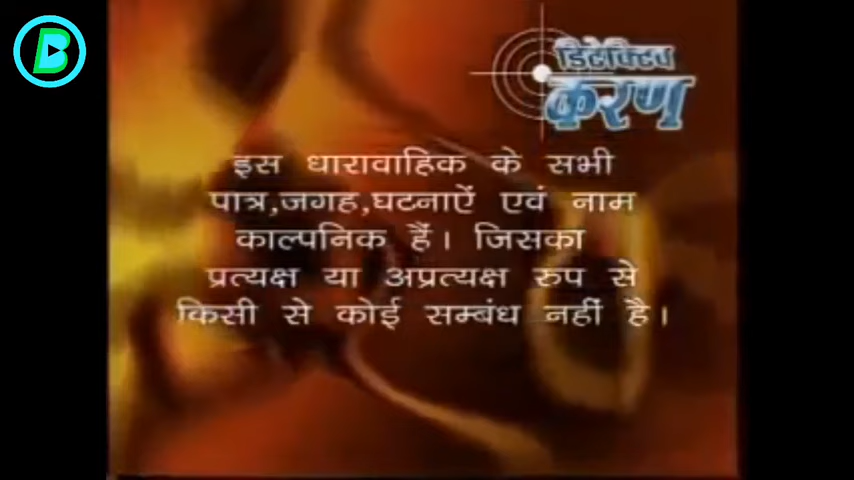 डिटेक्टिव
करण
इस धारावाहिक के सभी
पात्र,जगह,घटनाऐं एवं नाम
काल्पनिक हैं। जिसका
प्रत्यक्ष या अप्रत्यक्ष रुप से
किसी से कोई सम्बंध नहीं है।